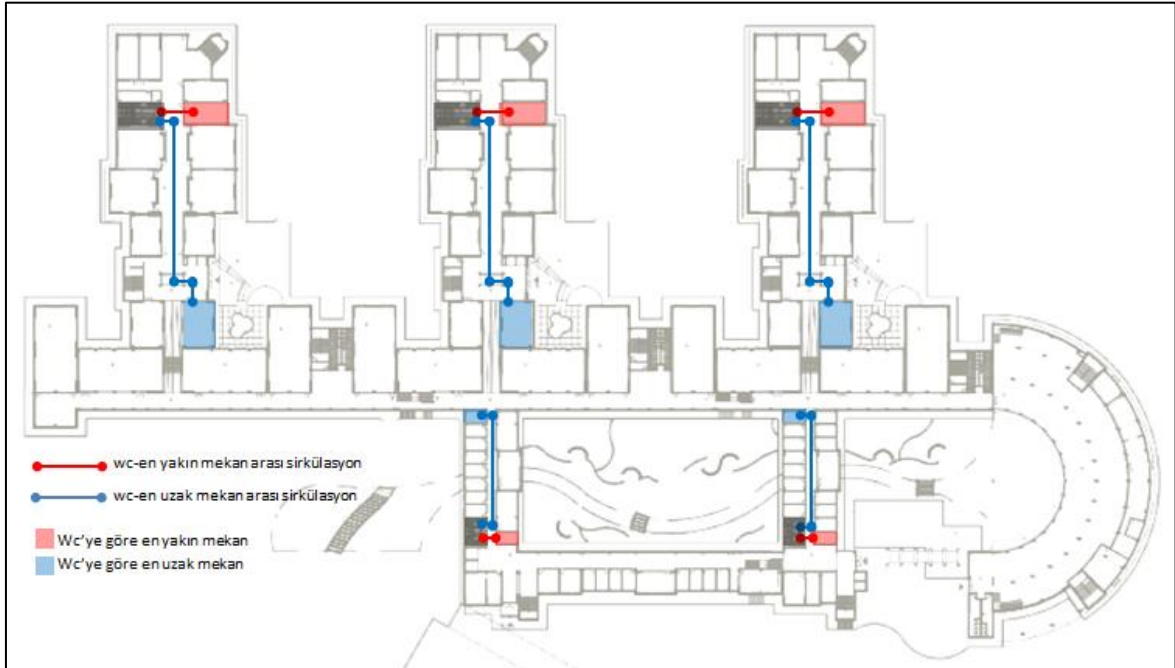 wc-en yakın mekan arası sirkülasyon
wc-en uzak mekan arası sirkülasyon
Wc'ye göre en yakın mekan
Wc'ye göre en uzak mekan